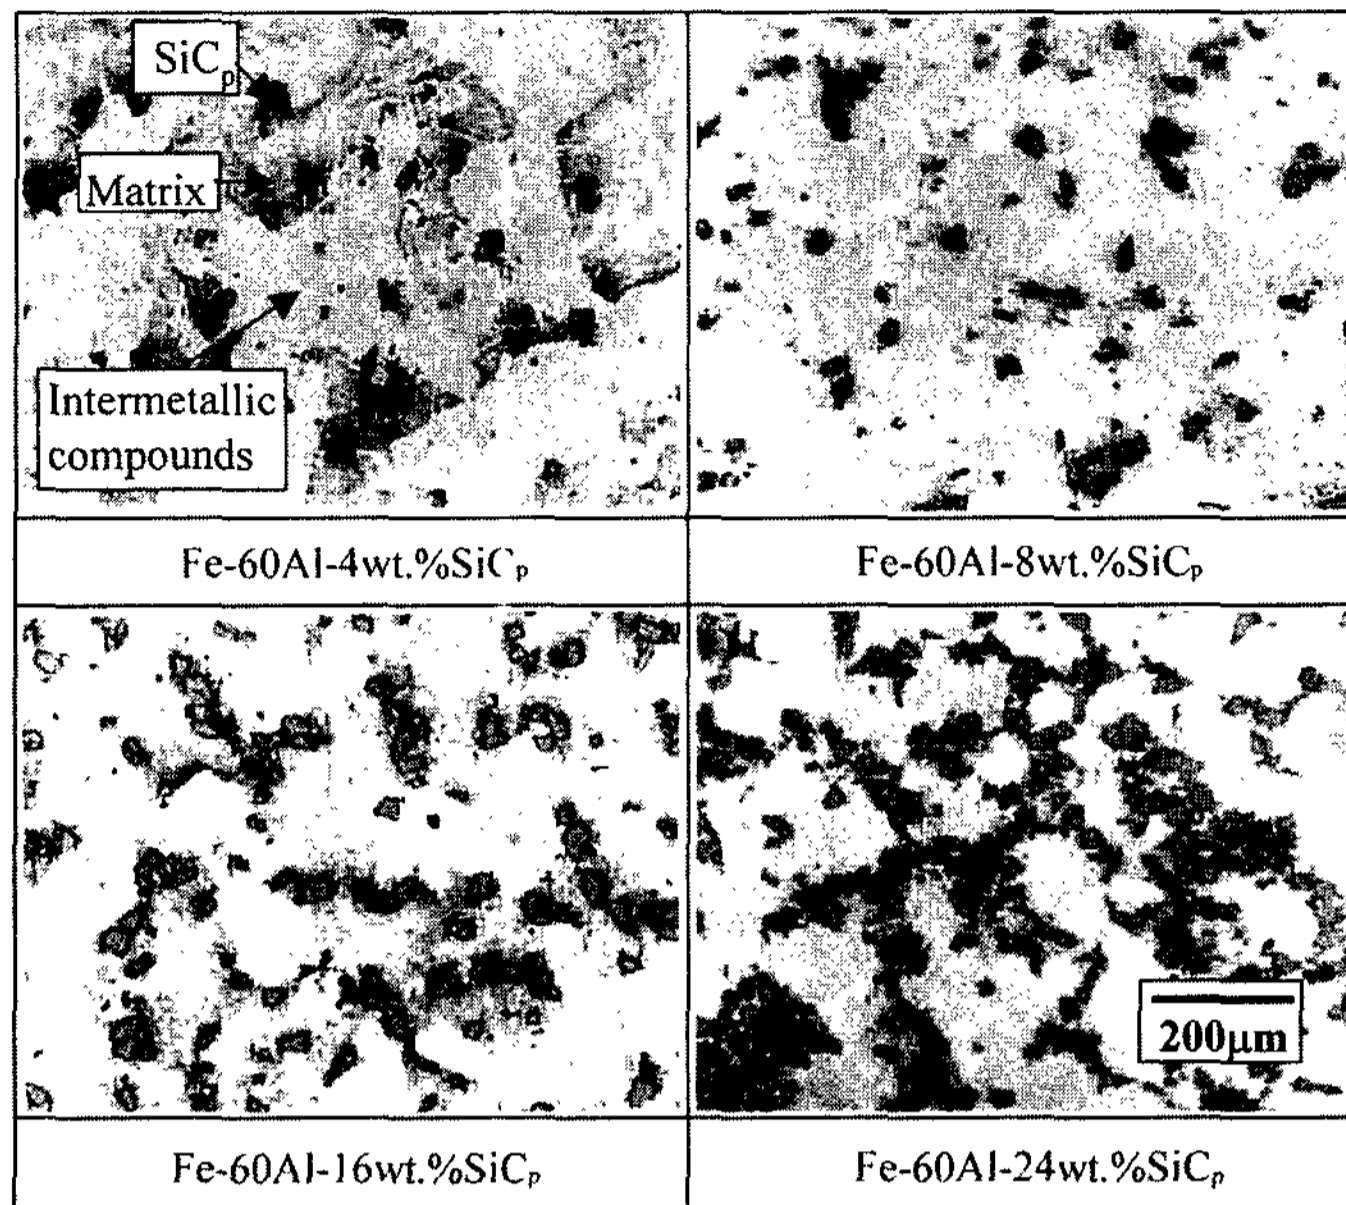 SiCp
Matrix
Intermetallic
compounds
Fe-60Al-4wt.%SiCp
Fe-60Al-8wt.%SiCp
200μm
Fe-60Al-16wt.%SiCp
Fe-60Al-24wt.%SiCp